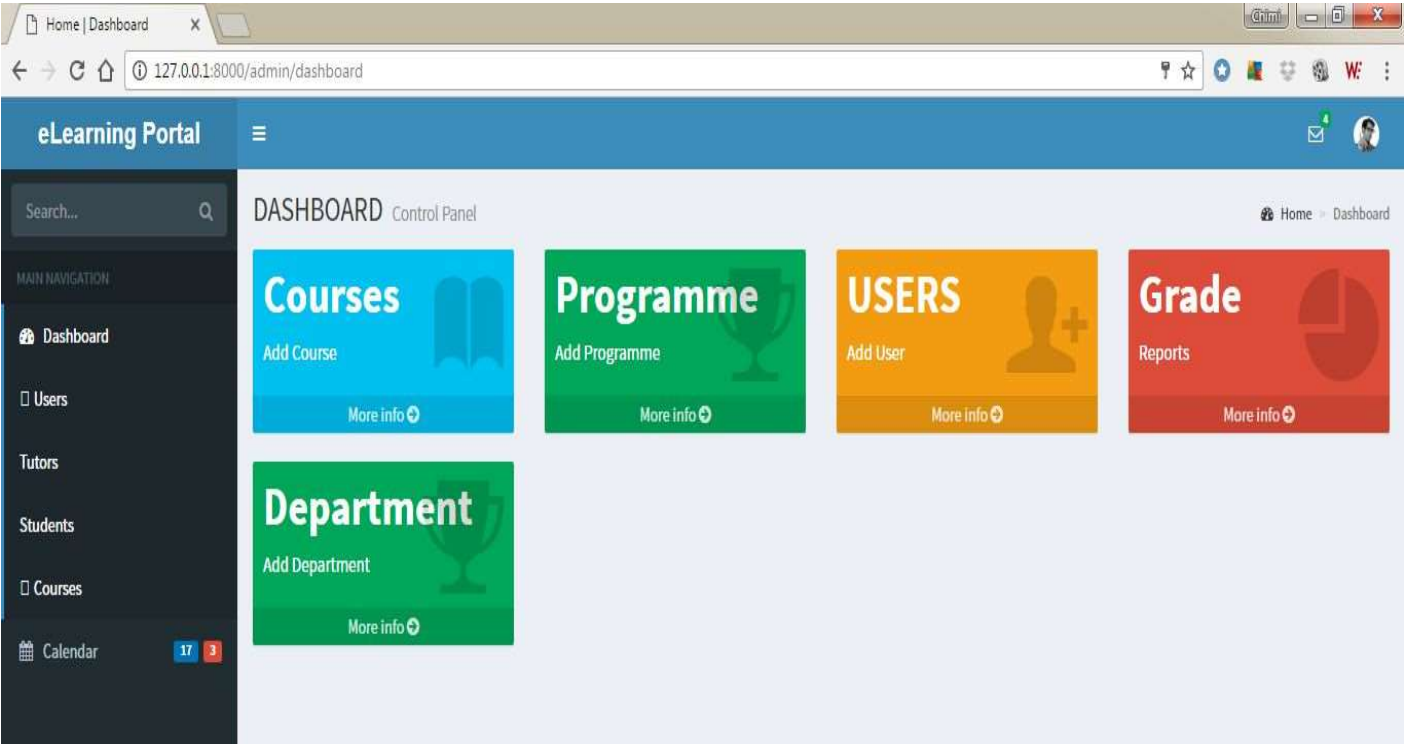 Home | Dashboard
Chimi
127.0.0.1:8000/admin/dashboard
eLearning Portal
4
Search...
DASHBOARD Control Panel
Home > Dashboard
MAIN NAVIGATION
Dashboard
Users
Tutors
Students
Courses
Calendar 17 3
Courses
Add Course
More info
Programme
Add Programme
More info
USERS
Add User
More info
Grade
Reports
More info
Department
Add Department
More info